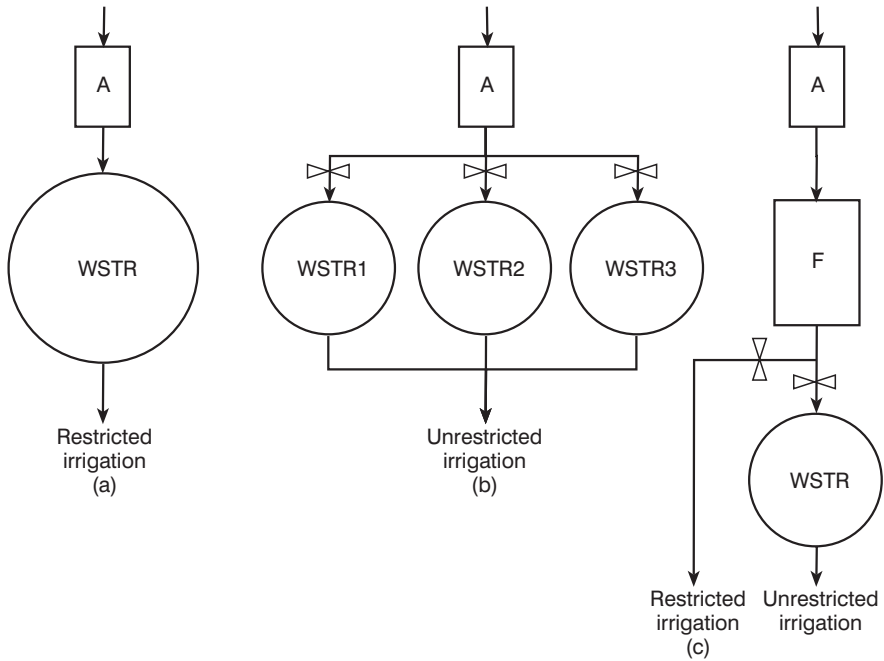 A
WSTR
Restricted
irrigation
(a)
A
WSTR1
WSTR2
WSTR3
Unrestricted
irrigation
(b)
A
F
WSTR
Restricted
irrigation
Unrestricted
irrigation
(c)